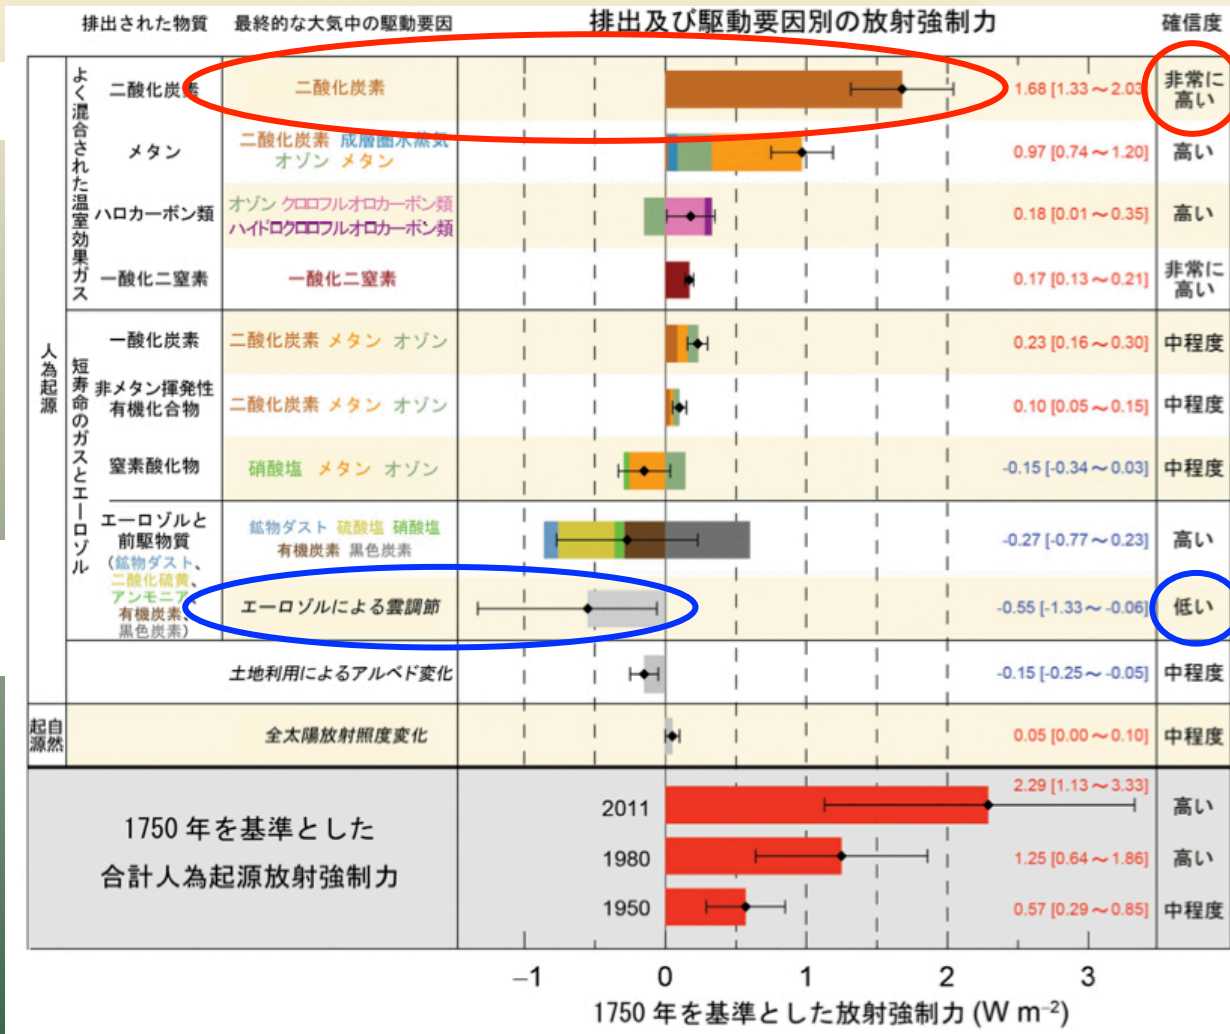 排出された物質 最終的な大気中の駆動要因 排出及び駆動要因別の放射強制力 確信度
人為起源
よく混合された温室効果ガス
二酸化炭素 二酸化炭素 1.68 [1.33～2.03 非常に
高い
メタン 二酸化炭素 成層圏水蒸気
オゾン メタン 0.97 [0.74～1.20] 高い
ハロカーボン類 オゾン クロロフルオロカーボン類
ハイドロクロロフルオロカーボン類 0.18 [0.01～0.35] 高い
一酸化二窒素 一酸化二窒素 0.17 [0.13～0.21] 非常に
高い
短寿命のガスとエーロゾル
一酸化炭素 二酸化炭素 メタン オゾン 0.23 [0.16～0.30] 中程度
非メタン揮発性
有機化合物 二酸化炭素 メタン オゾン 0.10 [0.05～0.15] 中程度
窒素酸化物 硝酸塩 メタン オゾン -0.15 [-0.34～0.03] 中程度
エーロゾルと
前駆物質
(鉱物ダスト、
二酸化硫黄、
アンモニア、
有機炭素、
黒色炭素)
鉱物ダスト 硫酸塩 硝酸塩
有機炭素 黒色炭素 -0.27 [-0.77～0.23] 高い
エーロゾルによる雲調節 -0.55 [-1.33～-0.06] 低い
土地利用によるアルベド変化 -0.15 [-0.25～-0.05] 中程度
自然
起源
全太陽放射照度変化 0.05 [0.00～0.10] 中程度
1750 年を基準とした
合計人為起源放射強制力
2011 2.29 [1.13～3.33] 高い
1980 1.25 [0.64～1.86] 高い
1950 0.57 [0.29～0.85] 中程度
−1 0 1 2 3
1750 年を基準とした放射強制力 (W m⁻²)